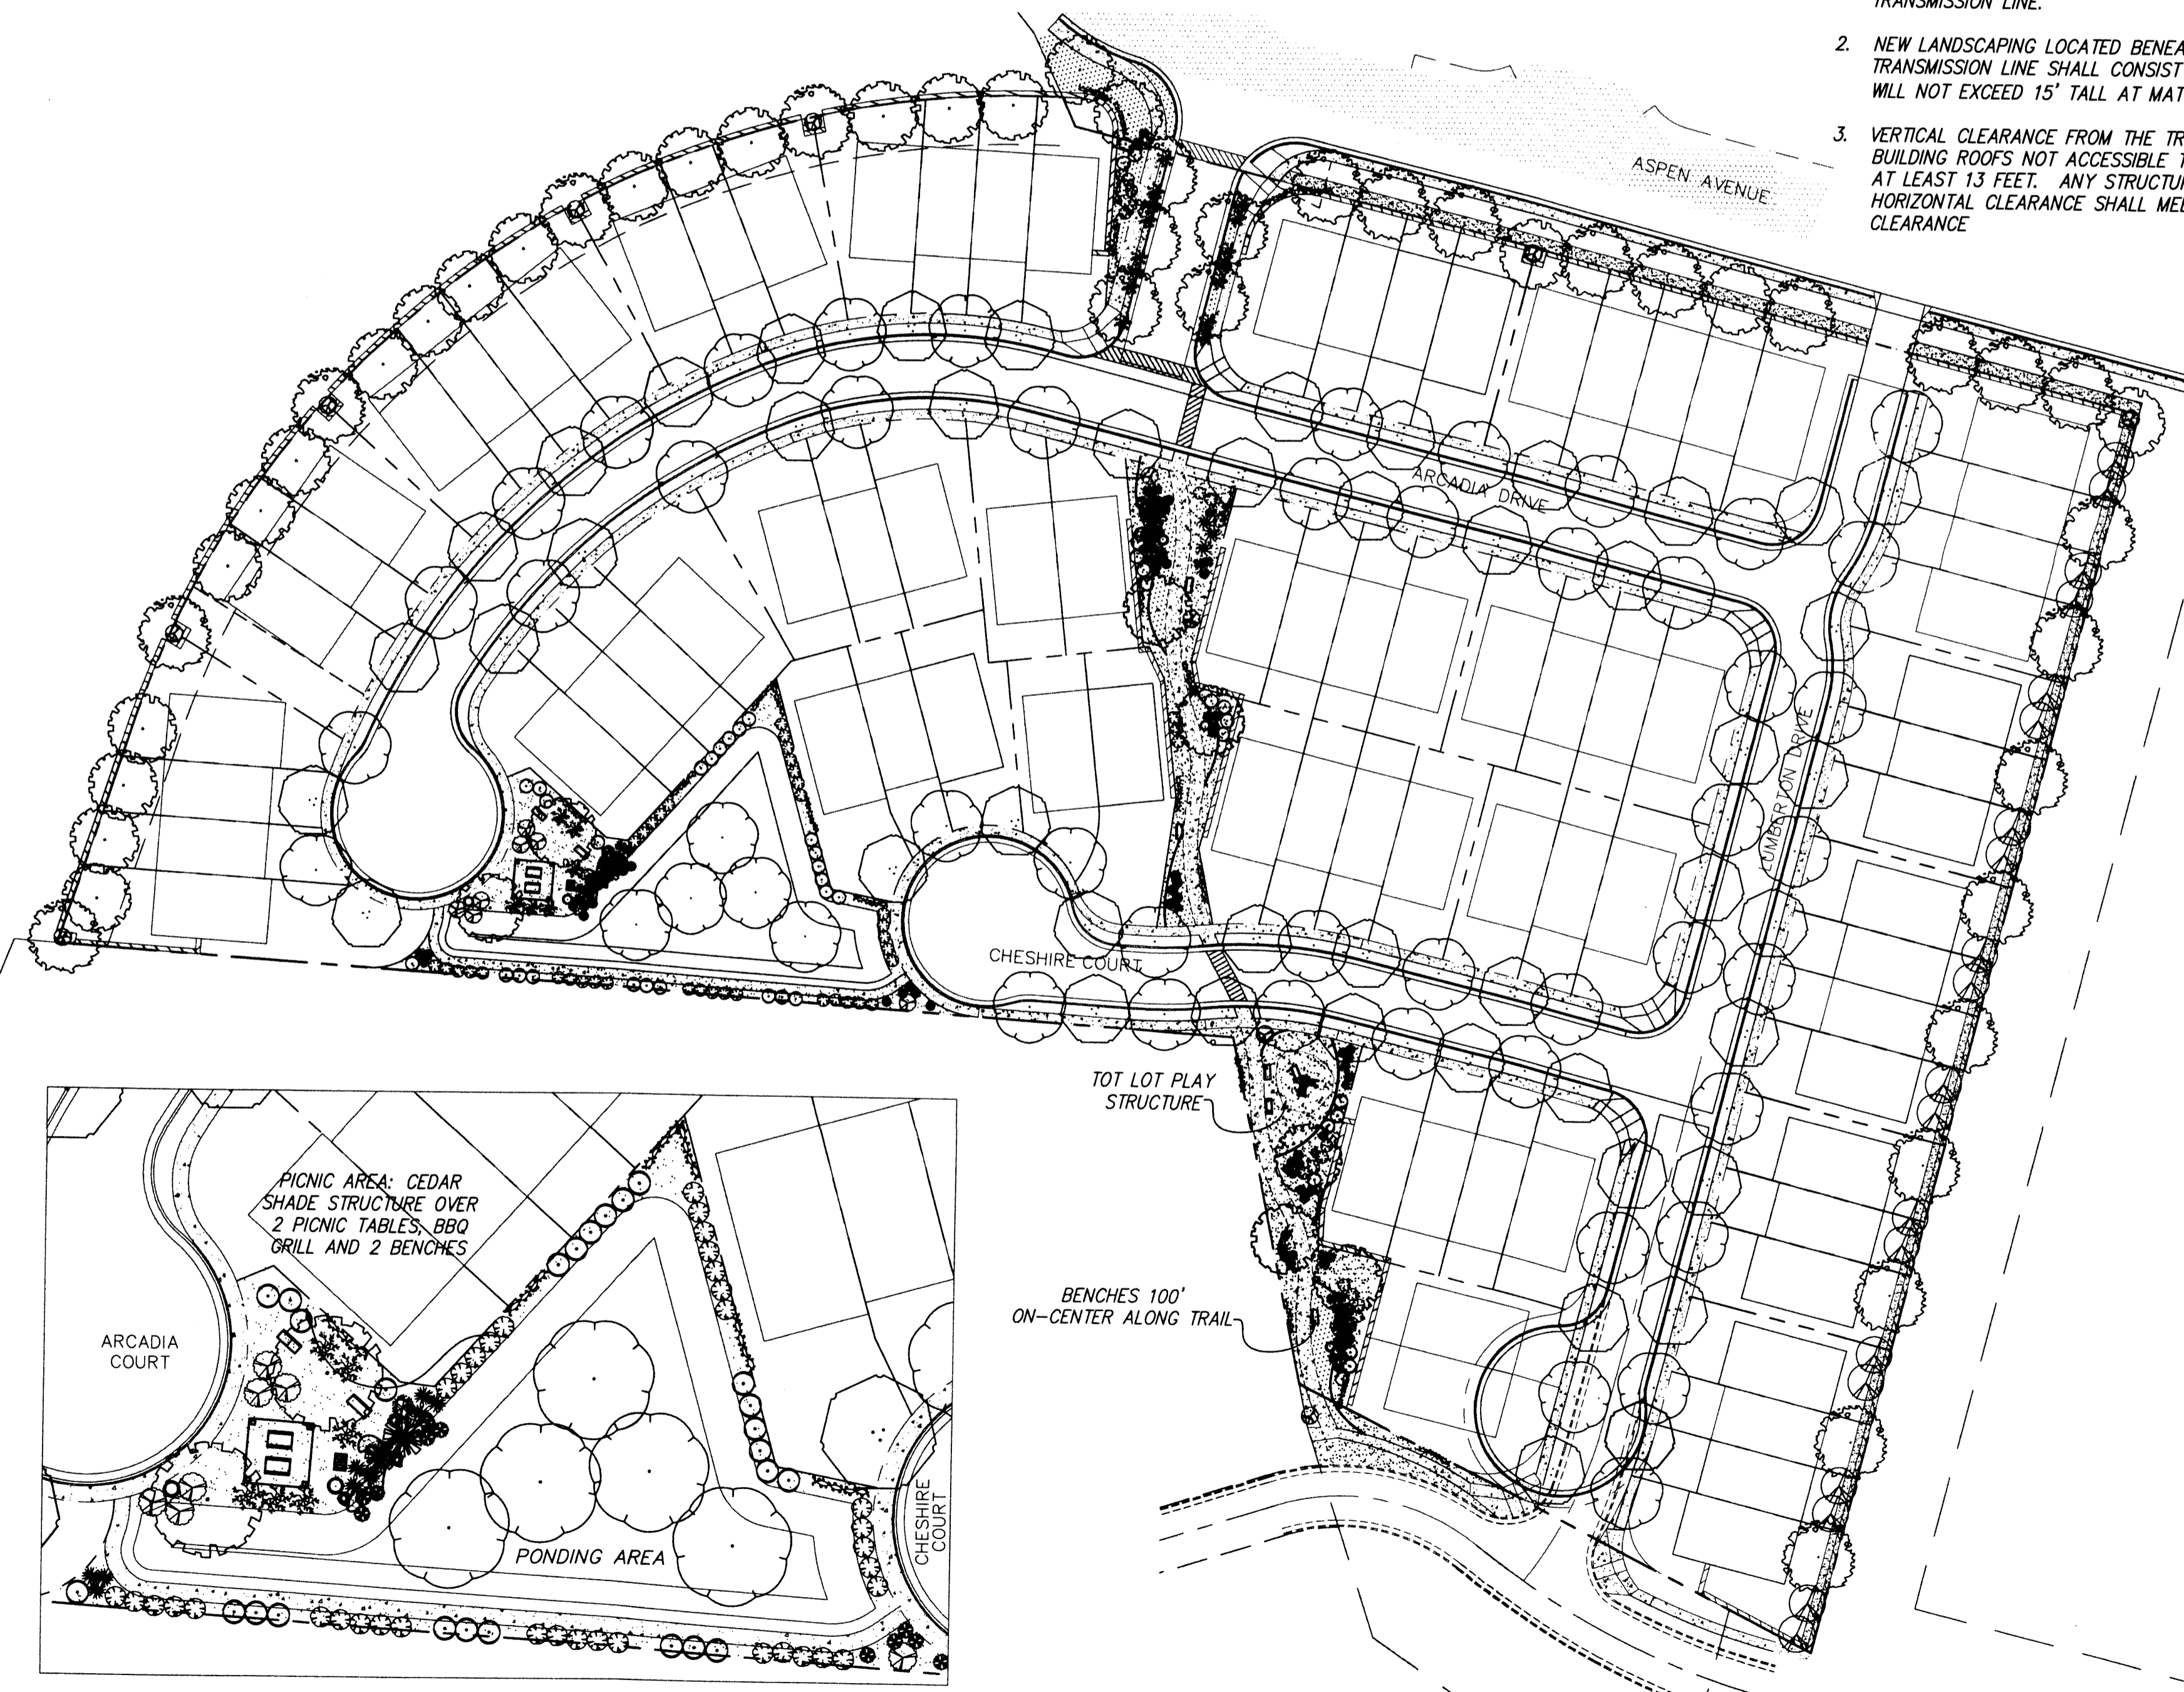 TRANSMISSION LINE.
2. NEW LANDSCAPING LOCATED BENEA
TRANSMISSION LINE SHALL CONSIST
WILL NOT EXCEED 15' TALL AT MAT
3. VERTICAL CLEARANCE FROM THE TR
BUILDING ROOFS NOT ACCESSIBLE T
AT LEAST 13 FEET. ANY STRUCTU
HORIZONTAL CLEARANCE SHALL MEE
CLEARANCE
ASPEN AVENUE
ARCADIA DRIVE
LUMBERTON DRIVE
CHESHIRE COURT
TOT LOT PLAY
STRUCTURE
BENCHES 100'
ON-CENTER ALONG TRAIL
PICNIC AREA: CEDAR
SHADE STRUCTURE OVER
2 PICNIC TABLES, BBQ
GRILL AND 2 BENCHES
ARCADIA
COURT
PONDING AREA
CHESHIRE
COURT